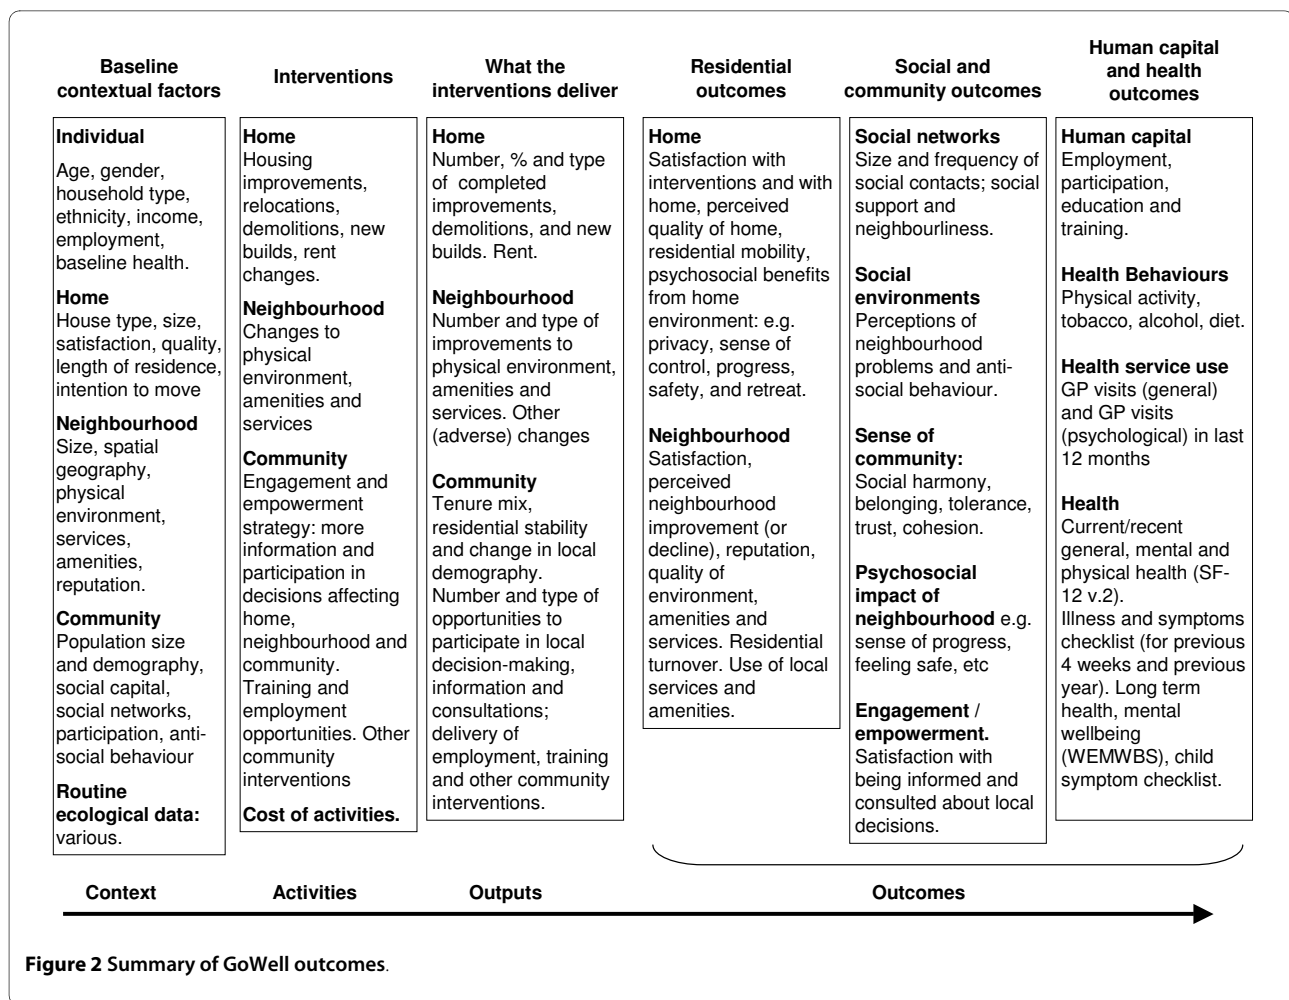 Baseline
contextual factors
Individual
Age, gender,
household type,
ethnicity, income,
employment,
baseline health.
Home
House type, size,
satisfaction, quality,
length of residence,
intention to move
Neighbourhood
Size, spatial
geography,
physical
environment,
services,
amenities,
reputation.
Community
Population size
and demography,
social capital,
social networks,
participation, anti-
social behaviour
Routine
ecological data:
various.
Interventions
Home
Housing
improvements,
relocations,
demolitions, new
builds, rent
changes.
Neighbourhood
Changes to
physical
environment,
amenities and
services
Community
Engagement and
empowerment
strategy: more
information and
participation in
decisions affecting
home,
neighbourhood and
community.
Training and
employment
opportunities. Other
community
interventions
Cost of activities.
What the
interventions deliver
Home
Number, % and type
of completed
improvements,
demolitions, and new
builds. Rent.
Neighbourhood
Number and type of
improvements to
physical environment,
amenities and
services. Other
(adverse) changes
Community
Tenure mix,
residential stability
and change in local
demography.
Number and type of
opportunities to
participate in local
decision-making,
information and
consultations;
delivery of
employment, training
and other community
interventions.
Residential
outcomes
Home
Satisfaction with
interventions and with
home, perceived
quality of home,
residential mobility,
psychosocial benefits
from home
environment: e.g.
privacy, sense of
control, progress,
safety, and retreat.
Neighbourhood
Satisfaction,
perceived
neighbourhood
improvement (or
decline), reputation,
quality of
environment,
amenities and
services. Residential
turnover. Use of local
services and
amenities.
Social and
community outcomes
Social networks
Size and frequency of
social contacts; social
support and
neighbourliness.
Social
environments
Perceptions of
neighbourhood
problems and anti-
social behaviour.
Sense of
community:
Social harmony,
belonging, tolerance,
trust, cohesion.
Psychosocial
impact of
neighbourhood e.g.
sense of progress,
feeling safe, etc
Engagement /
empowerment.
Satisfaction with
being informed and
consulted about local
decisions.
Human capital
and health
outcomes
Human capital
Employment,
participation,
education and
training.
Health Behaviours
Physical activity,
tobacco, alcohol, diet.
Health service use
GP visits (general)
and GP visits
(psychological) in last
12 months
Health
Current/recent
general, mental and
physical health (SF-
12 v.2).
Illness and symptoms
checklist (for previous
4 weeks and previous
year). Long term
health, mental
wellbeing
(WEMWBS), child
symptom checklist.
Context
Activities
Outputs
Outcomes
Figure 2 Summary of GoWell outcomes.